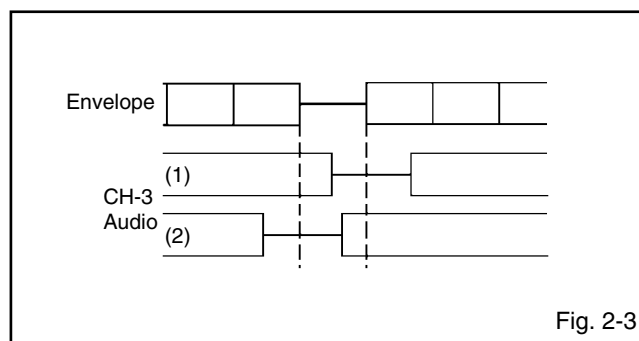 Envelope
(1)
CH-3
Audio
(2)
Fig. 2-3